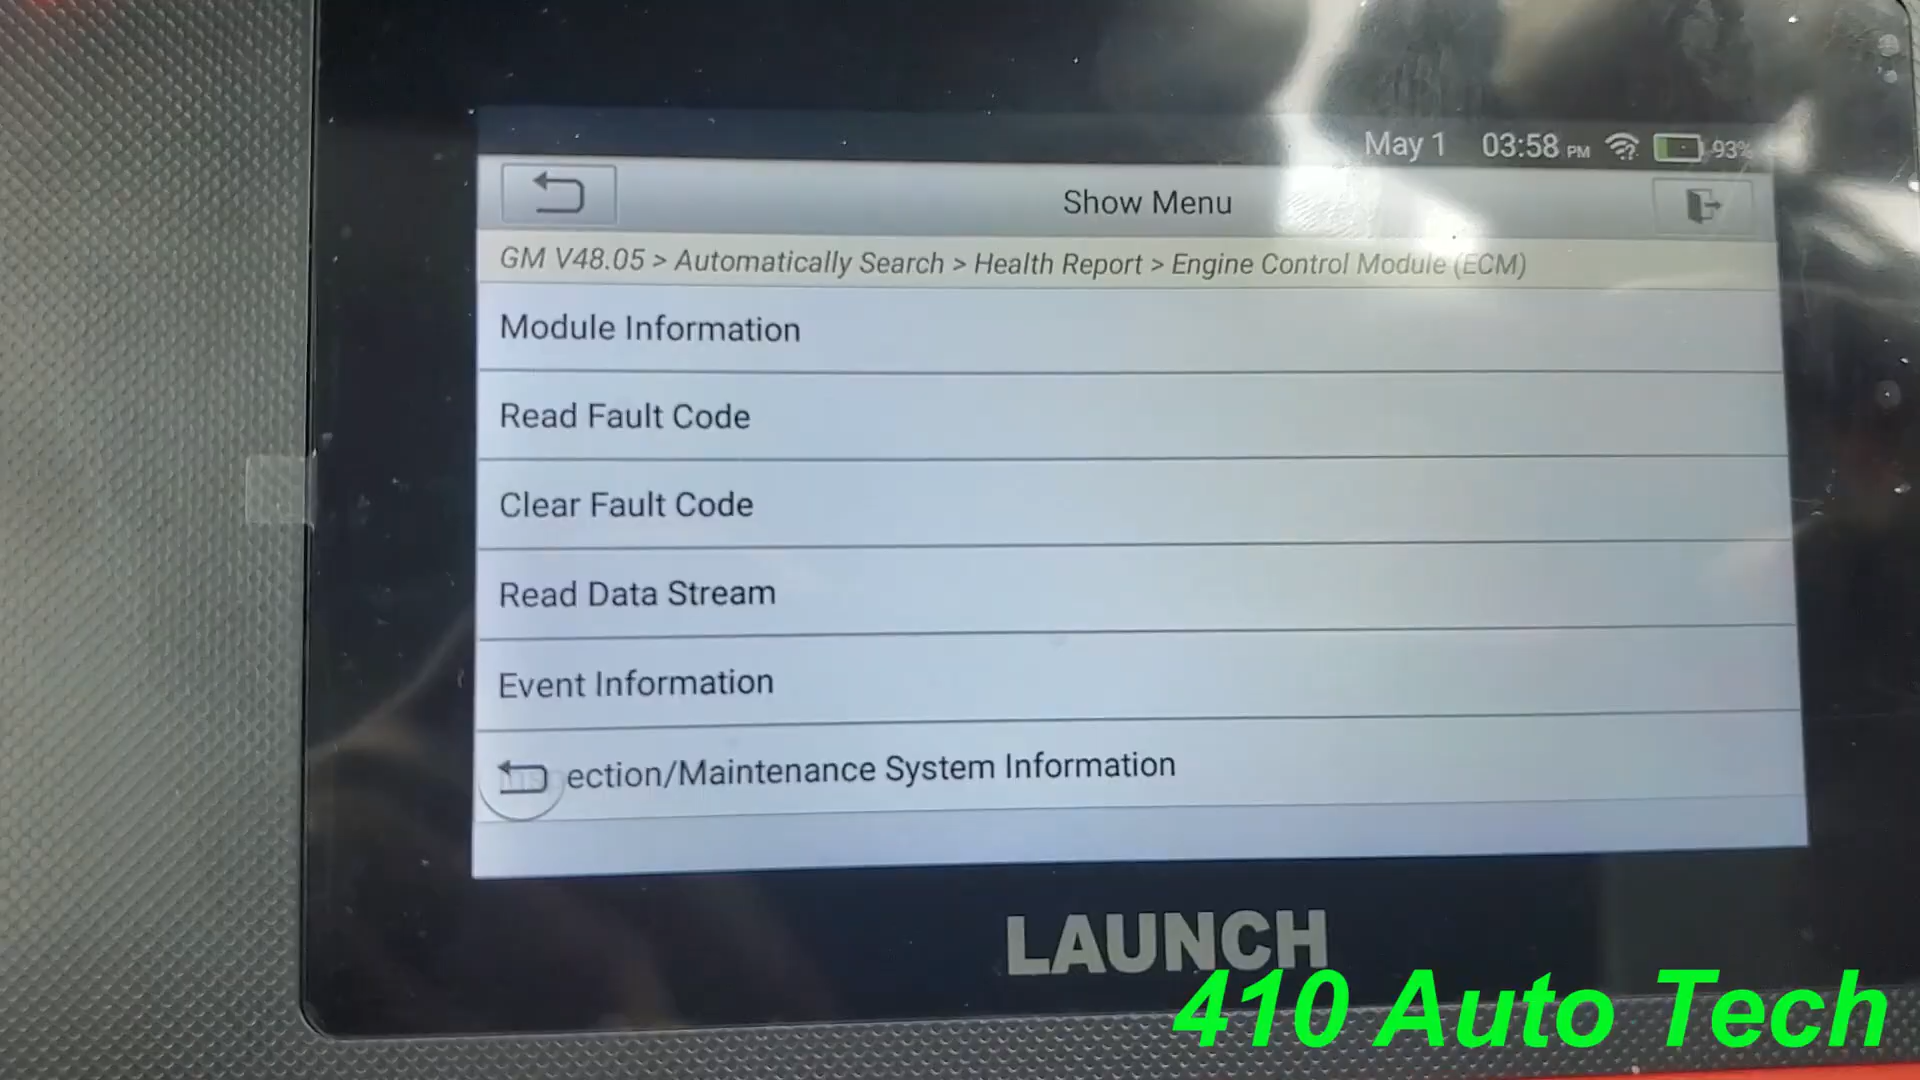 May 1 03:58 PM 93%
Show Menu
GM V48.05 > Automatically Search > Health Report > Engine Control Module (ECM)
Module Information
Read Fault Code
Clear Fault Code
Read Data Stream
Event Information
ection/Maintenance System Information
LAUNCH
410 Auto Tech